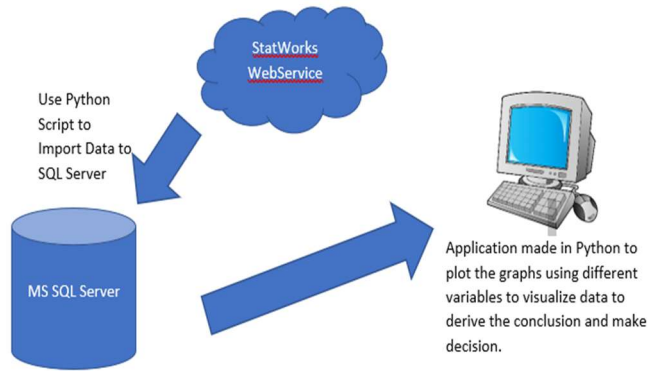 StatWorks
WebService
Use Python
Script to
Import Data to
SQL Server
MS SQL Server
Application made in Python to
plot the graphs using different
variables to visualize data to
derive the conclusion and make
decision.